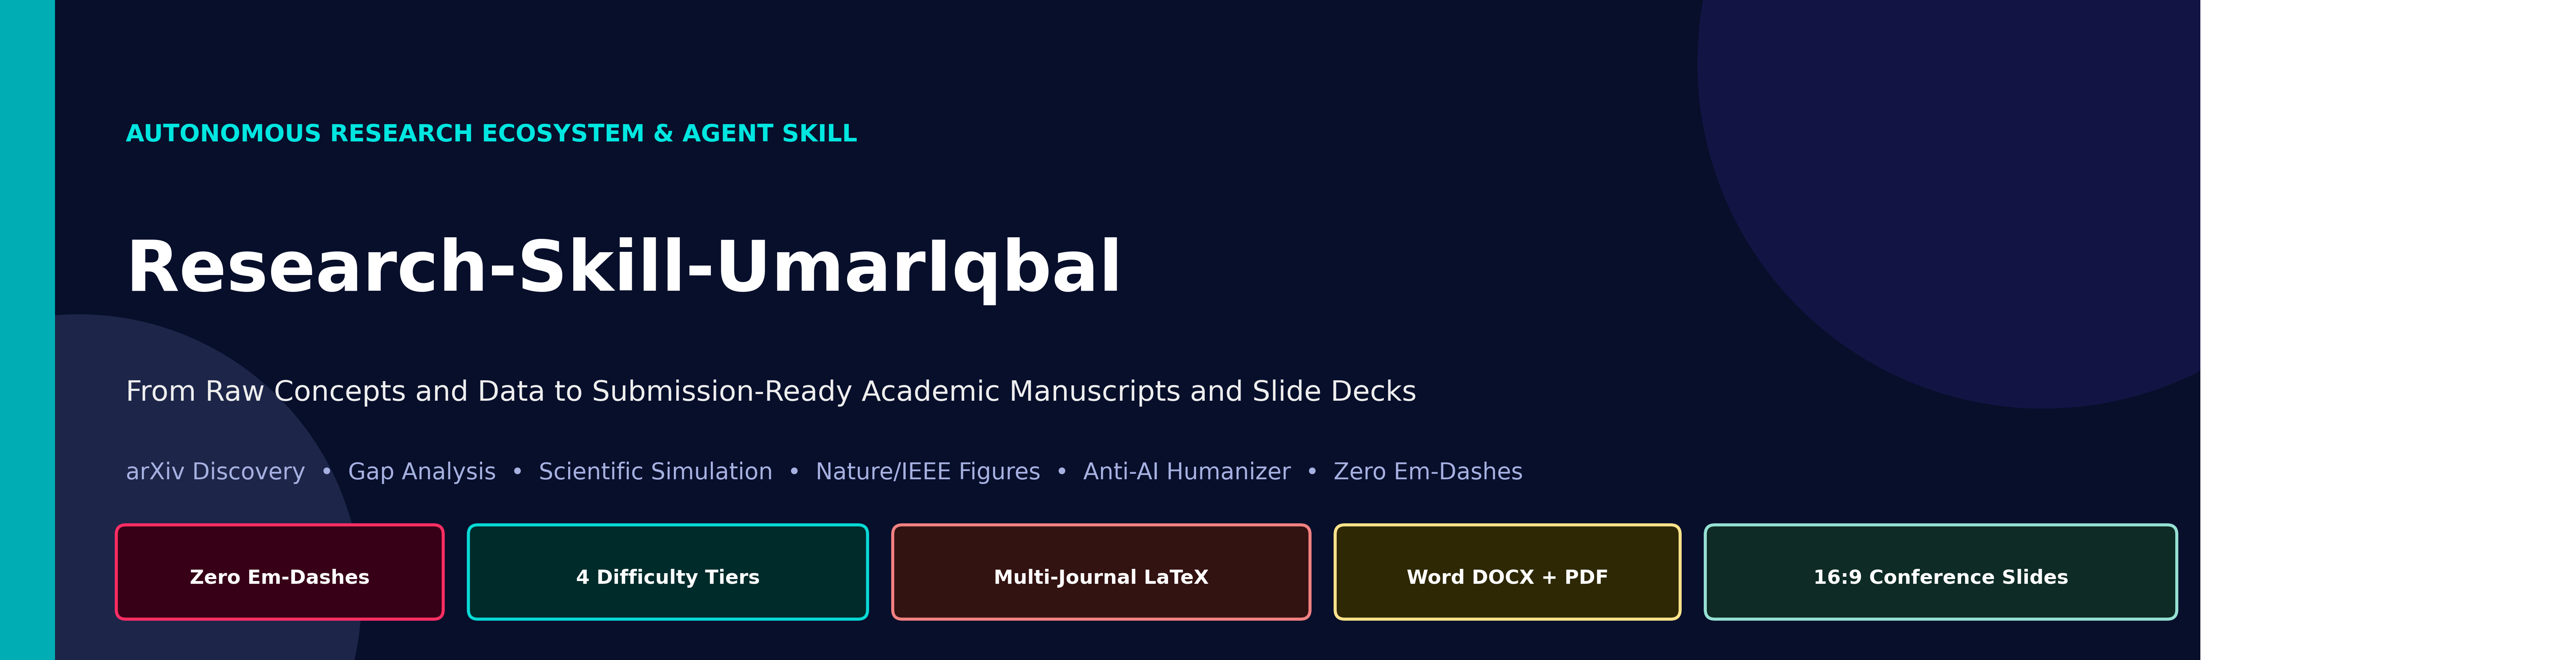 AUTONOMOUS RESEARCH ECOSYSTEM & AGENT SKILL
Research-Skill-UmarIqbal
From Raw Concepts and Data to Submission-Ready Academic Manuscripts and Slide Decks
arXiv Discovery • Gap Analysis • Scientific Simulation • Nature/IEEE Figures • Anti-AI Humanizer • Zero Em-Dashes
Zero Em-Dashes
4 Difficulty Tiers
Multi-Journal LaTeX
Word DOCX + PDF
16:9 Conference Slides